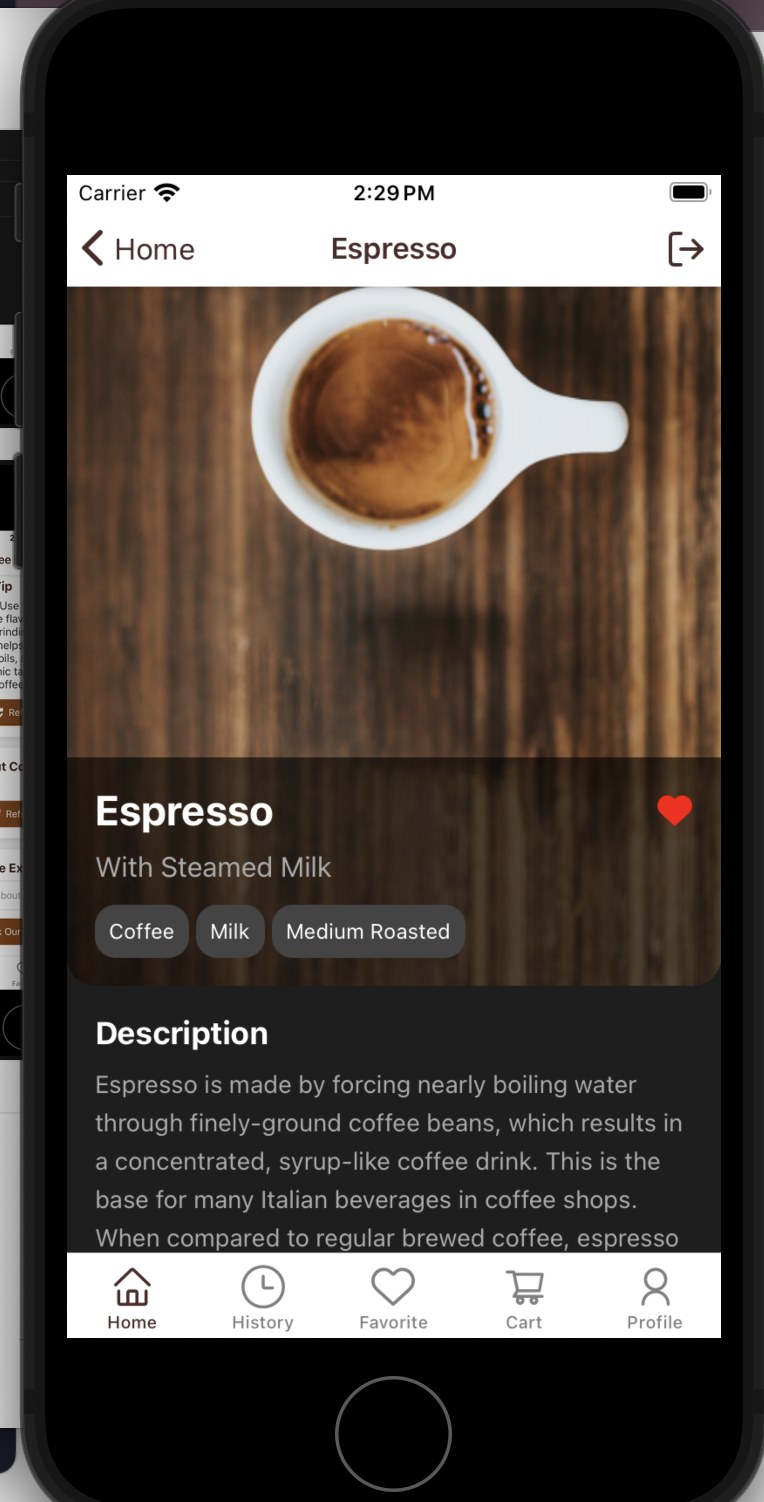 Carrier 2:29 PM
Home Espresso
Espresso
With Steamed Milk
Coffee Milk Medium Roasted
Description
Espresso is made by forcing nearly boiling water
through finely-ground coffee beans, which results in
a concentrated, syrup-like coffee drink. This is the
base for many Italian beverages in coffee shops.
When compared to regular brewed coffee, espresso
Home History Favorite Cart Profile